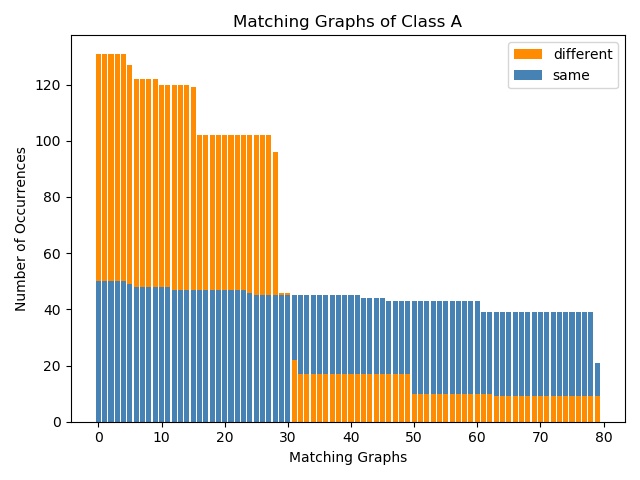 Matching Graphs of Class A
different
same
Number of Occurrences
120
100
80
60
40
20
0
0 10 20 30 40 50 60 70 80
Matching Graphs